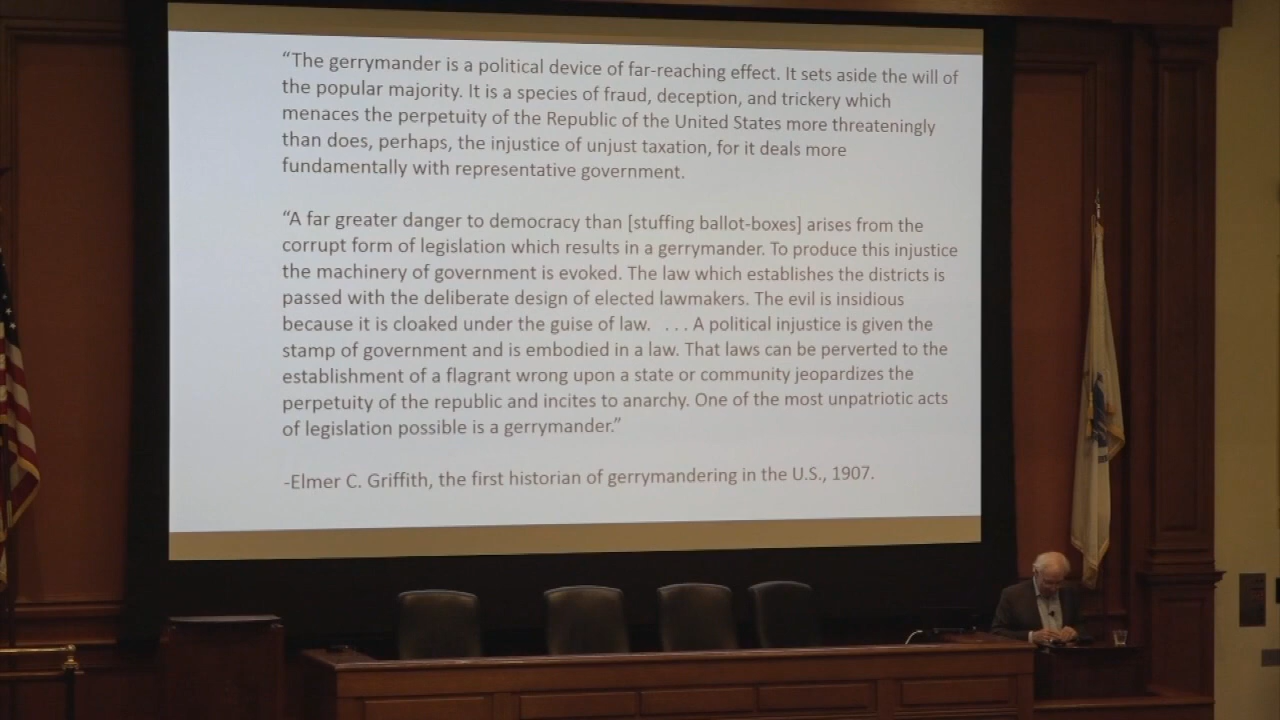 “The gerrymander is a political device of far-reaching effect. It sets aside the will of
the popular majority. It is a species of fraud, deception, and trickery which
menaces the perpetuity of the Republic of the United States more threateningly
than does, perhaps, the injustice of unjust taxation, for it deals more
fundamentally with representative government.
“A far greater danger to democracy than [stuffing ballot-boxes] arises from the
corrupt form of legislation which results in a gerrymander. To produce this injustice
the machinery of government is evoked. The law which establishes the districts is
passed with the deliberate design of elected lawmakers. The evil is insidious
because it is cloaked under the guise of law. . . . A political injustice is given the
stamp of government and is embodied in a law. That laws can be perverted to the
establishment of a flagrant wrong upon a state or community jeopardizes the
perpetuity of the republic and incites to anarchy. One of the most unpatriotic acts
of legislation possible is a gerrymander.”
-Elmer C. Griffith, the first historian of gerrymandering in the U.S., 1907.